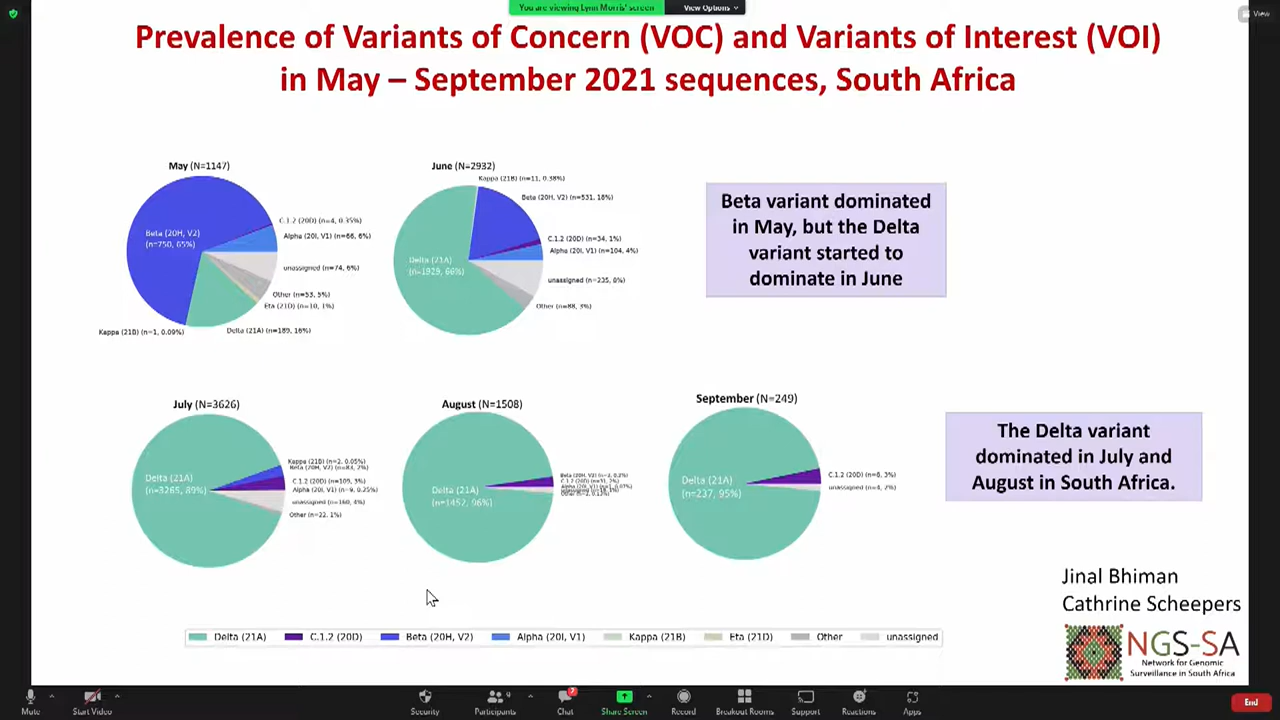 You are viewing Lynn Morris' screen
View Options
View
Prevalence of Variants of Concern (VOC) and Variants of Interest (VOI)
in May – September 2021 sequences, South Africa
May (N=1147)
Beta (20H, V2)
(n=750, 65%)
C.1.2 (20D) (n=4, 0.35%)
Alpha (20I, V1) (n=66, 6%)
unassigned (n=74, 6%)
Other (n=53, 5%)
Eta (21D) (n=10, 1%)
Delta (21A) (n=189, 16%)
Kappa (21B) (n=1, 0.09%)
June (N=2932)
Kappa (21B) (n=11, 0.38%)
Beta (20H, V2) (n=531, 18%)
C.1.2 (20D) (n=34, 1%)
Alpha (20I, V1) (n=104, 4%)
Delta (21A)
(n=1929, 66%)
unassigned (n=235, 8%)
Other (n=88, 3%)
Beta variant dominated
in May, but the Delta
variant started to
dominate in June
July (N=3626)
Kappa (21B) (n=2, 0.05%)
Beta (20H, V2) (n=83, 2%)
C.1.2 (20D) (n=109, 3%)
Alpha (20I, V1) (n=9, 0.25%)
Delta (21A)
(n=3265, 89%)
unassigned (n=160, 4%)
Other (n=22, 1%)
August (N=1508)
Delta (21A)
(n=1452, 96%)
September (N=249)
Delta (21A)
(n=237, 95%)
C.1.2 (20D) (n=8, 3%)
unassigned (n=4, 2%)
The Delta variant
dominated in July and
August in South Africa.
Jinal Bhiman
Cathrine Scheepers
NGS-SA
Network for Genomic
Surveillance in South Africa
Delta (21A) C.1.2 (20D) Beta (20H, V2) Alpha (20I, V1) Kappa (21B) Eta (21D) Other unassigned
Mute Start Video Security Participants 9 Chat 7 Share Screen Record Breakout Rooms Support Reactions Apps End